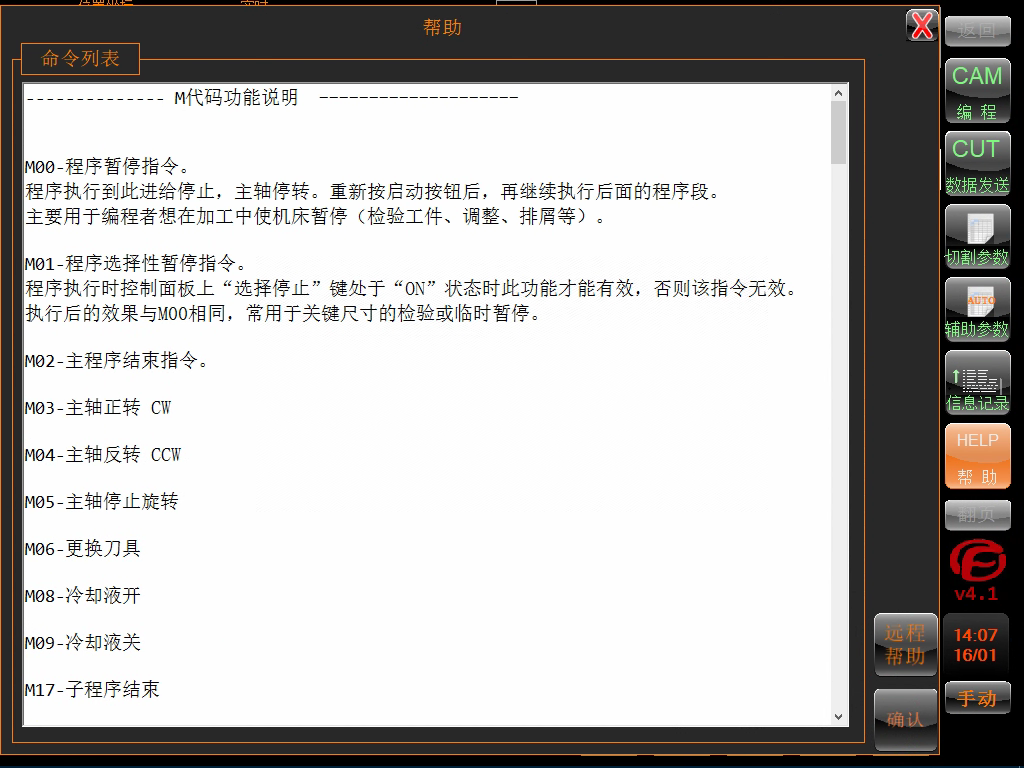 帮助
命令列表
-------------- M代码功能说明 --------------------
M00-程序暂停指令。
程序执行到此进给停止，主轴停转。重新按启动按钮后，再继续执行后面的程序段。
主要用于编程者想在加工中使机床暂停（检验工件、调整、排屑等）。
M01-程序选择性暂停指令。
程序执行时控制面板上“选择停止”键处于“ON”状态时此功能才能有效，否则该指令无效。
执行后的效果与M00相同，常用于关键尺寸的检验或临时暂停。
M02-主程序结束指令。
M03-主轴正转 CW
M04-主轴反转 CCW
M05-主轴停止旋转
M06-更换刀具
M08-冷却液开
M09-冷却液关
M17-子程序结束
远程
帮助
确认
返回
CAM
编 程
CUT
数据发送
切割参数
AUTO
辅助参数
信息记录
HELP
帮 助
翻页
v4.1
14:07
16/01
手动